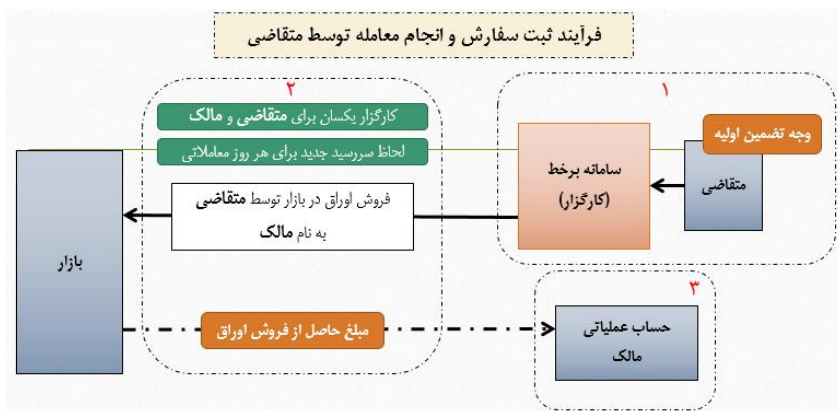 فرآیند ثبت سفارش و انجام معامله توسط متقاضی
۱
وجه تضمین اولیه
متقاضی
سامانه برخط
(کارگزار)
۲
کارگزار یکسان برای متقاضی و مالک
لحاظ سررسید جدید برای هر روز معاملاتی
فروش اوراق در بازار توسط متقاضی
به نام مالک
بازار
مبلغ حاصل از فروش اوراق
۳
حساب عملیاتی
مالک